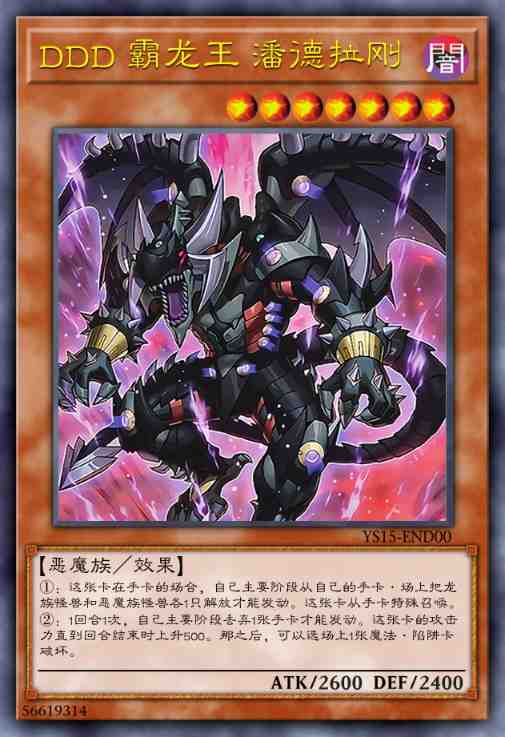 DDD 霸龙王 潘德拉刚
闇
YS15-END00
【恶魔族／效果】
①：这张卡在手卡的场合，自己主要阶段从自己的手卡·场上把龙
族怪兽和恶魔族怪兽各1只解放才能发动。这张卡从手卡特殊召唤。
②：1回合1次，自己主要阶段丢弃1张手卡才能发动。这张卡的攻击
力直到回合结束时上升500。那之后，可以选场上1张魔法·陷阱卡
破坏。
ATK/2600 DEF/2400
56619314